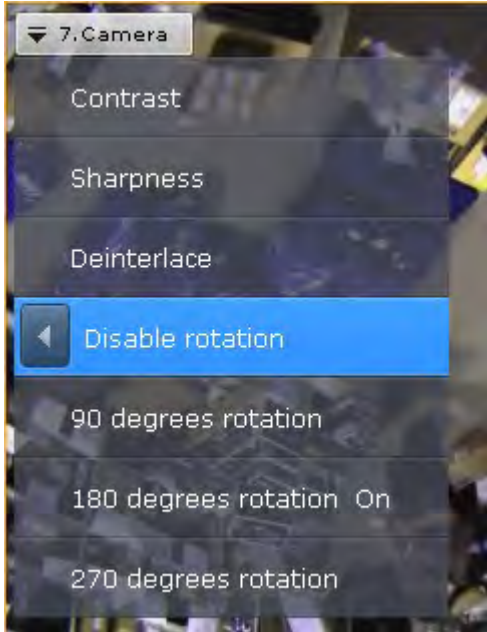 7.Camera
Contrast
Sharpness
Deinterlace
Disable rotation
90 degrees rotation
180 degrees rotation On
270 degrees rotation